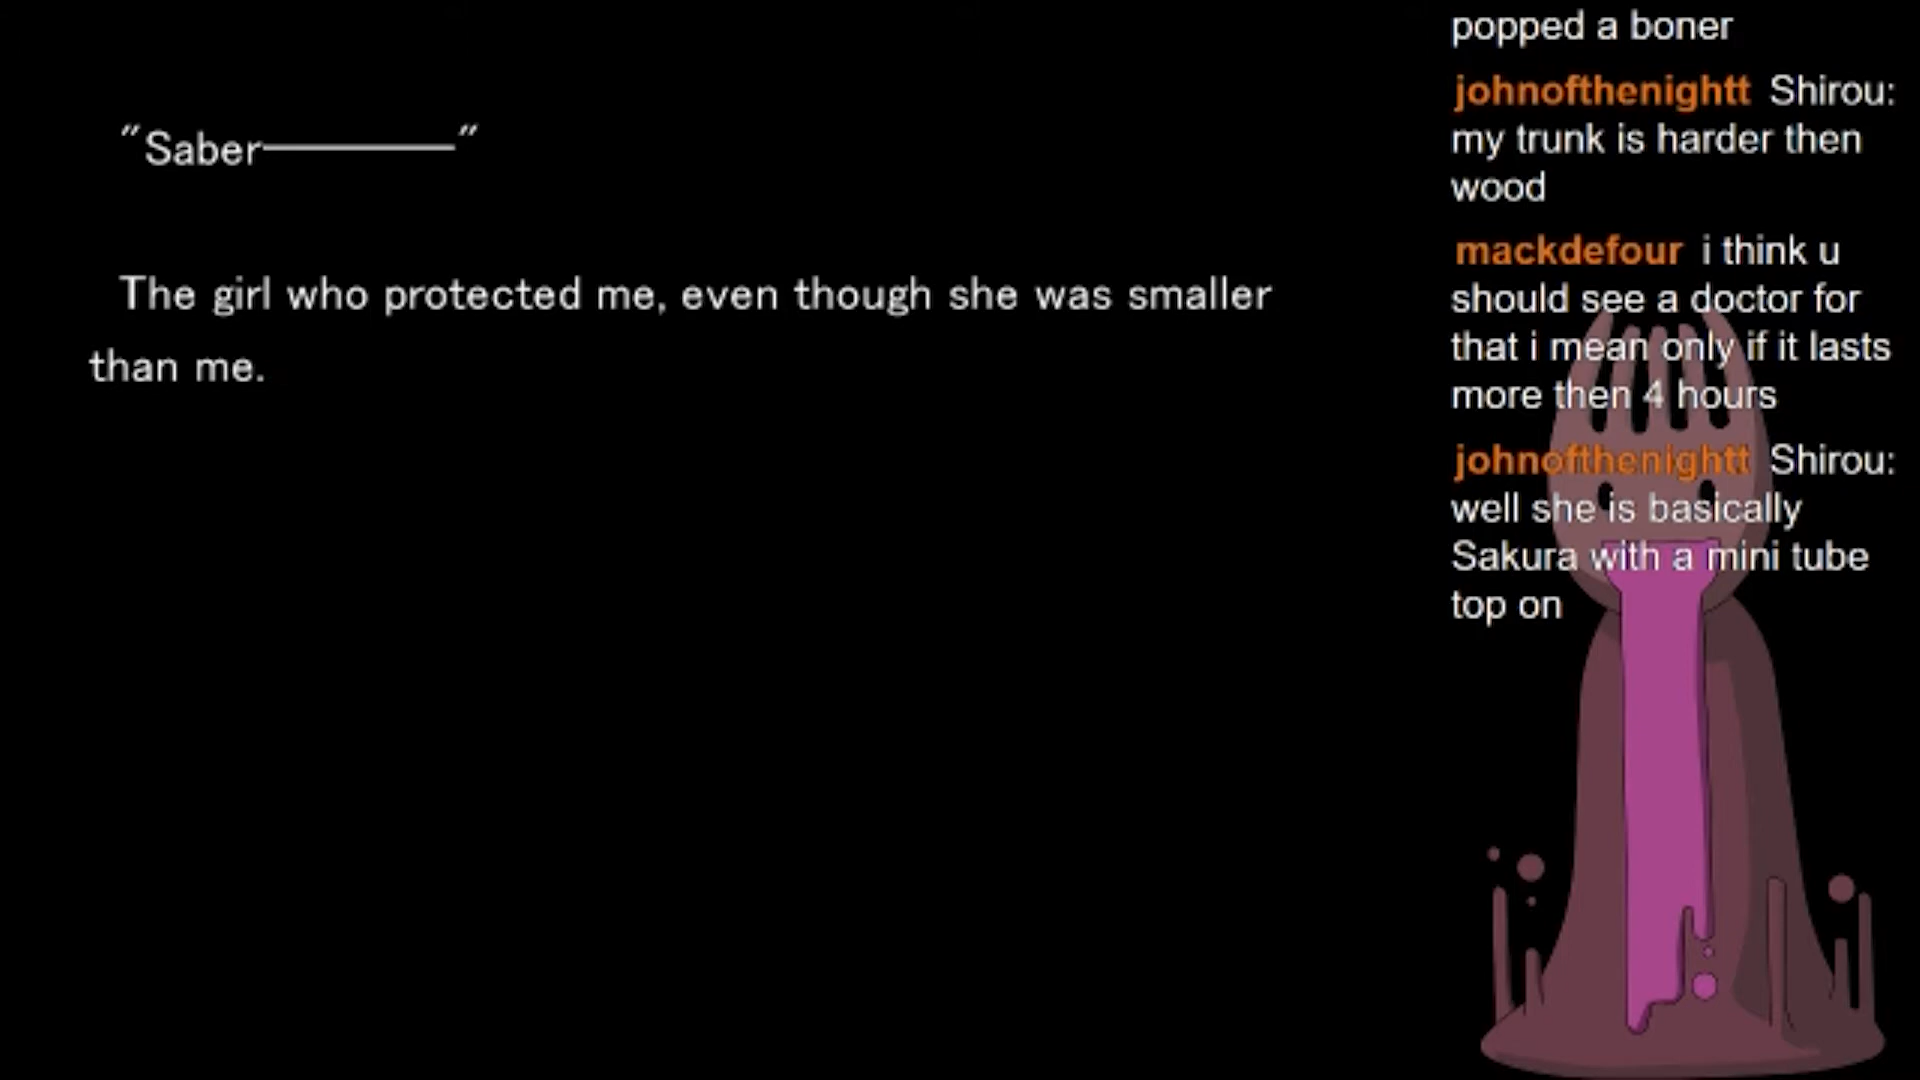 "Saber————"
The girl who protected me, even though she was smaller
than me.
popped a boner
johnofthenightt Shirou:
my trunk is harder then
wood
mackdefour i think u
should see a doctor for
that i mean only if it lasts
more then 4 hours
johnofthenightt Shirou:
well she is basically
Sakura with a mini tube
top on